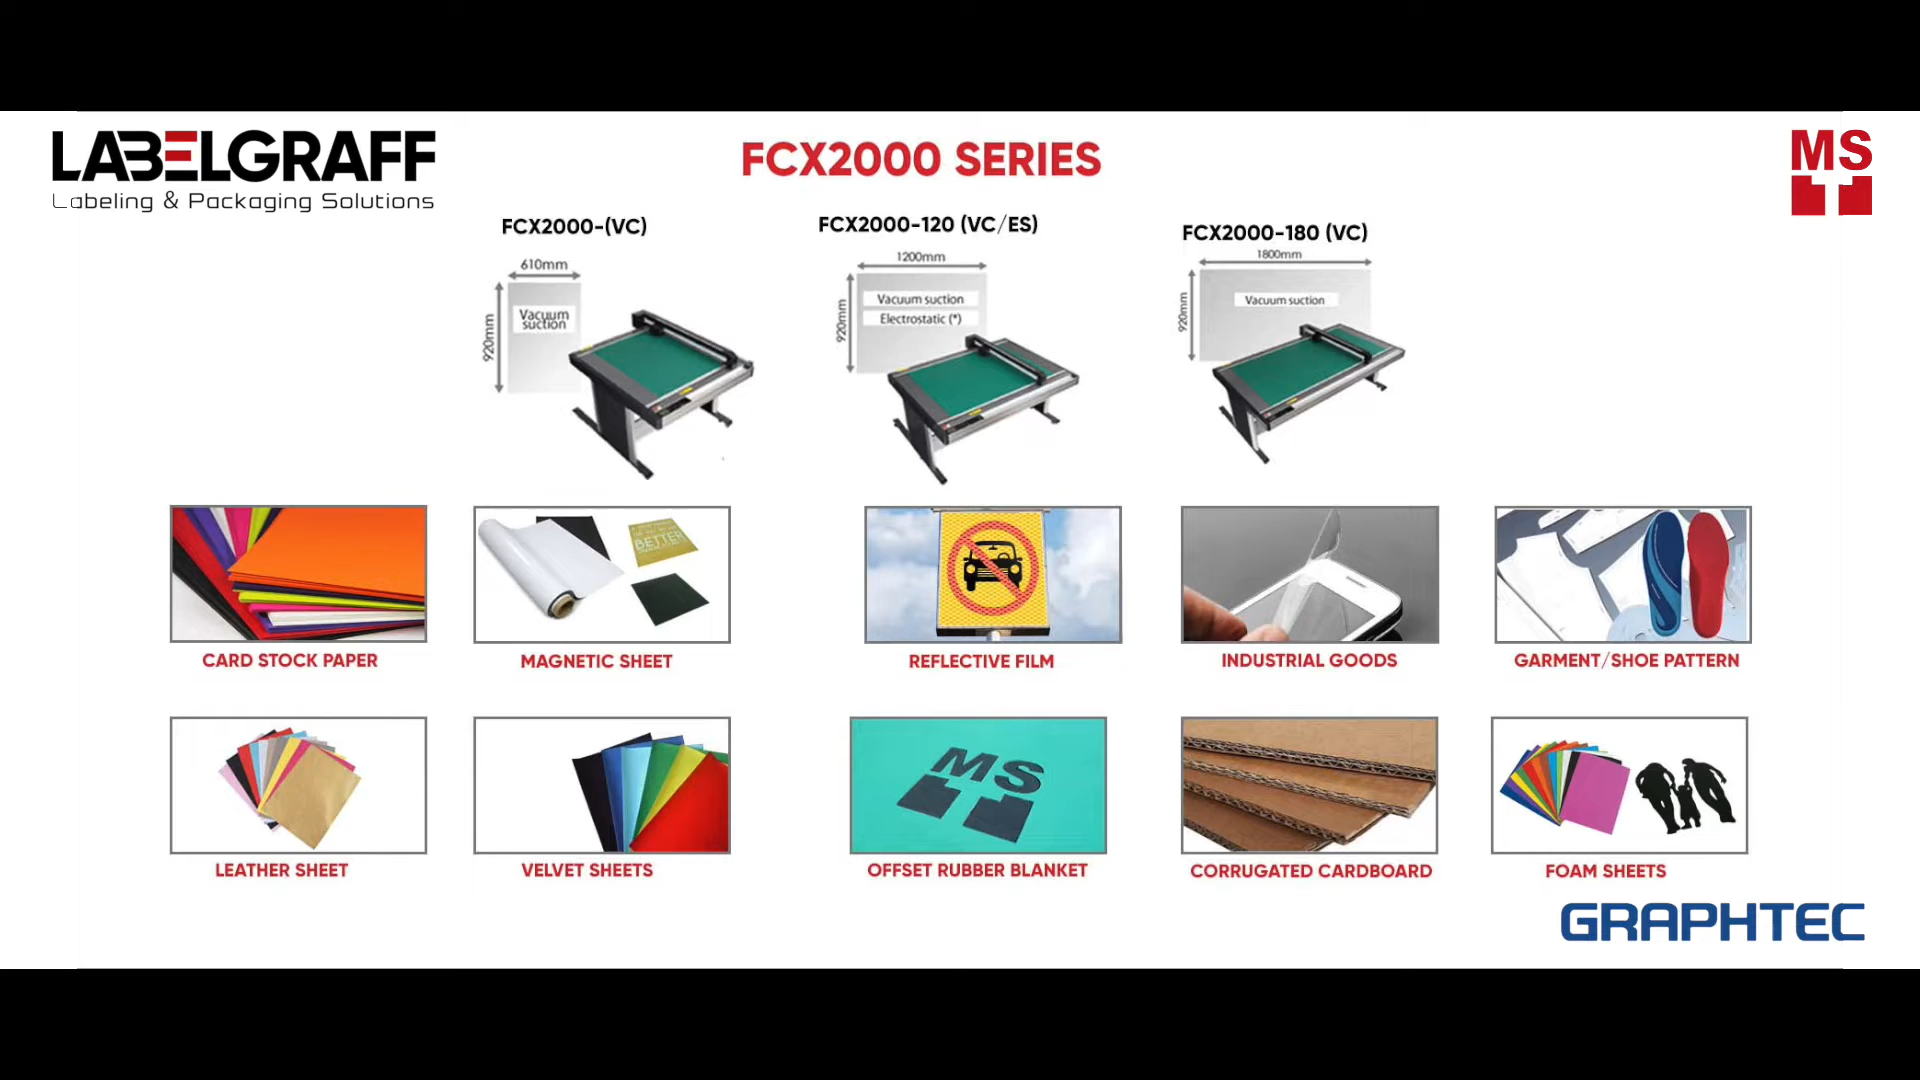 LABELGRAFF
Labeling & Packaging Solutions
FCX2000 SERIES
MS
FCX2000-(VC)
610mm
920mm
Vacuum
suction
FCX2000-120 (VC/ES)
1200mm
920mm
Vacuum suction
Electrostatic (*)
FCX2000-180 (VC)
1800mm
920mm
Vacuum suction
BETTER
CARD STOCK PAPER
MAGNETIC SHEET
REFLECTIVE FILM
INDUSTRIAL GOODS
GARMENT/SHOE PATTERN
MS
LEATHER SHEET
VELVET SHEETS
OFFSET RUBBER BLANKET
CORRUGATED CARDBOARD
FOAM SHEETS
GRAPHTEC